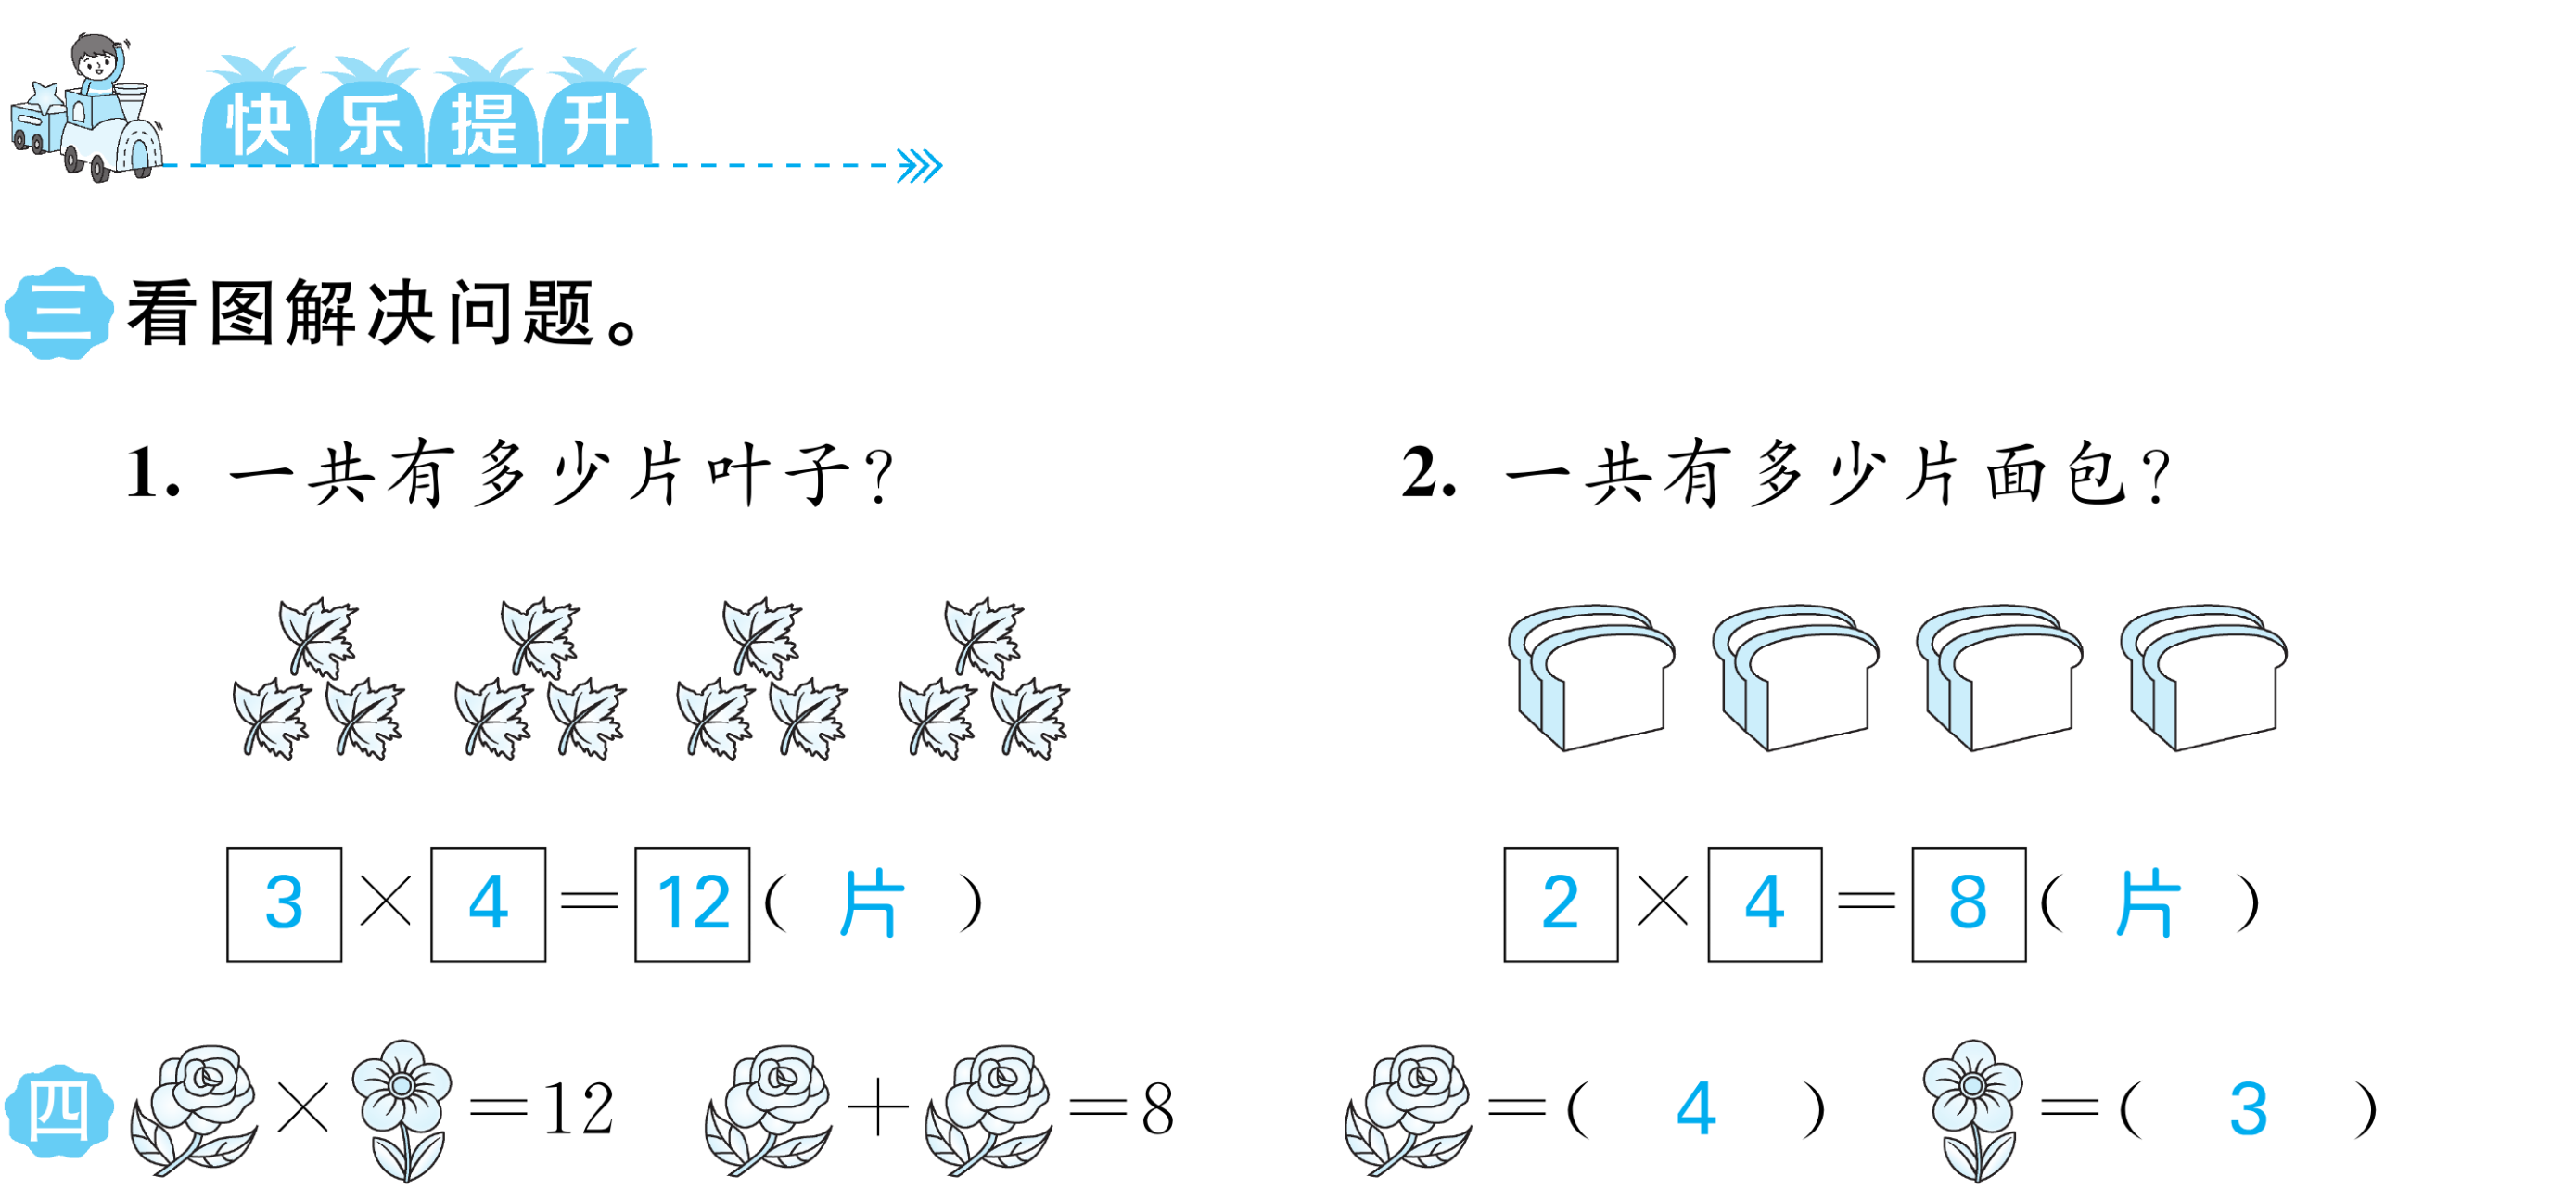 快乐提升
三 看图解决问题。
1. 一共有多少片叶子?
2. 一共有多少片面包?
3×4=12(片)
2×4=8(片)
四 ×=12 +=8 =(4) =(3)